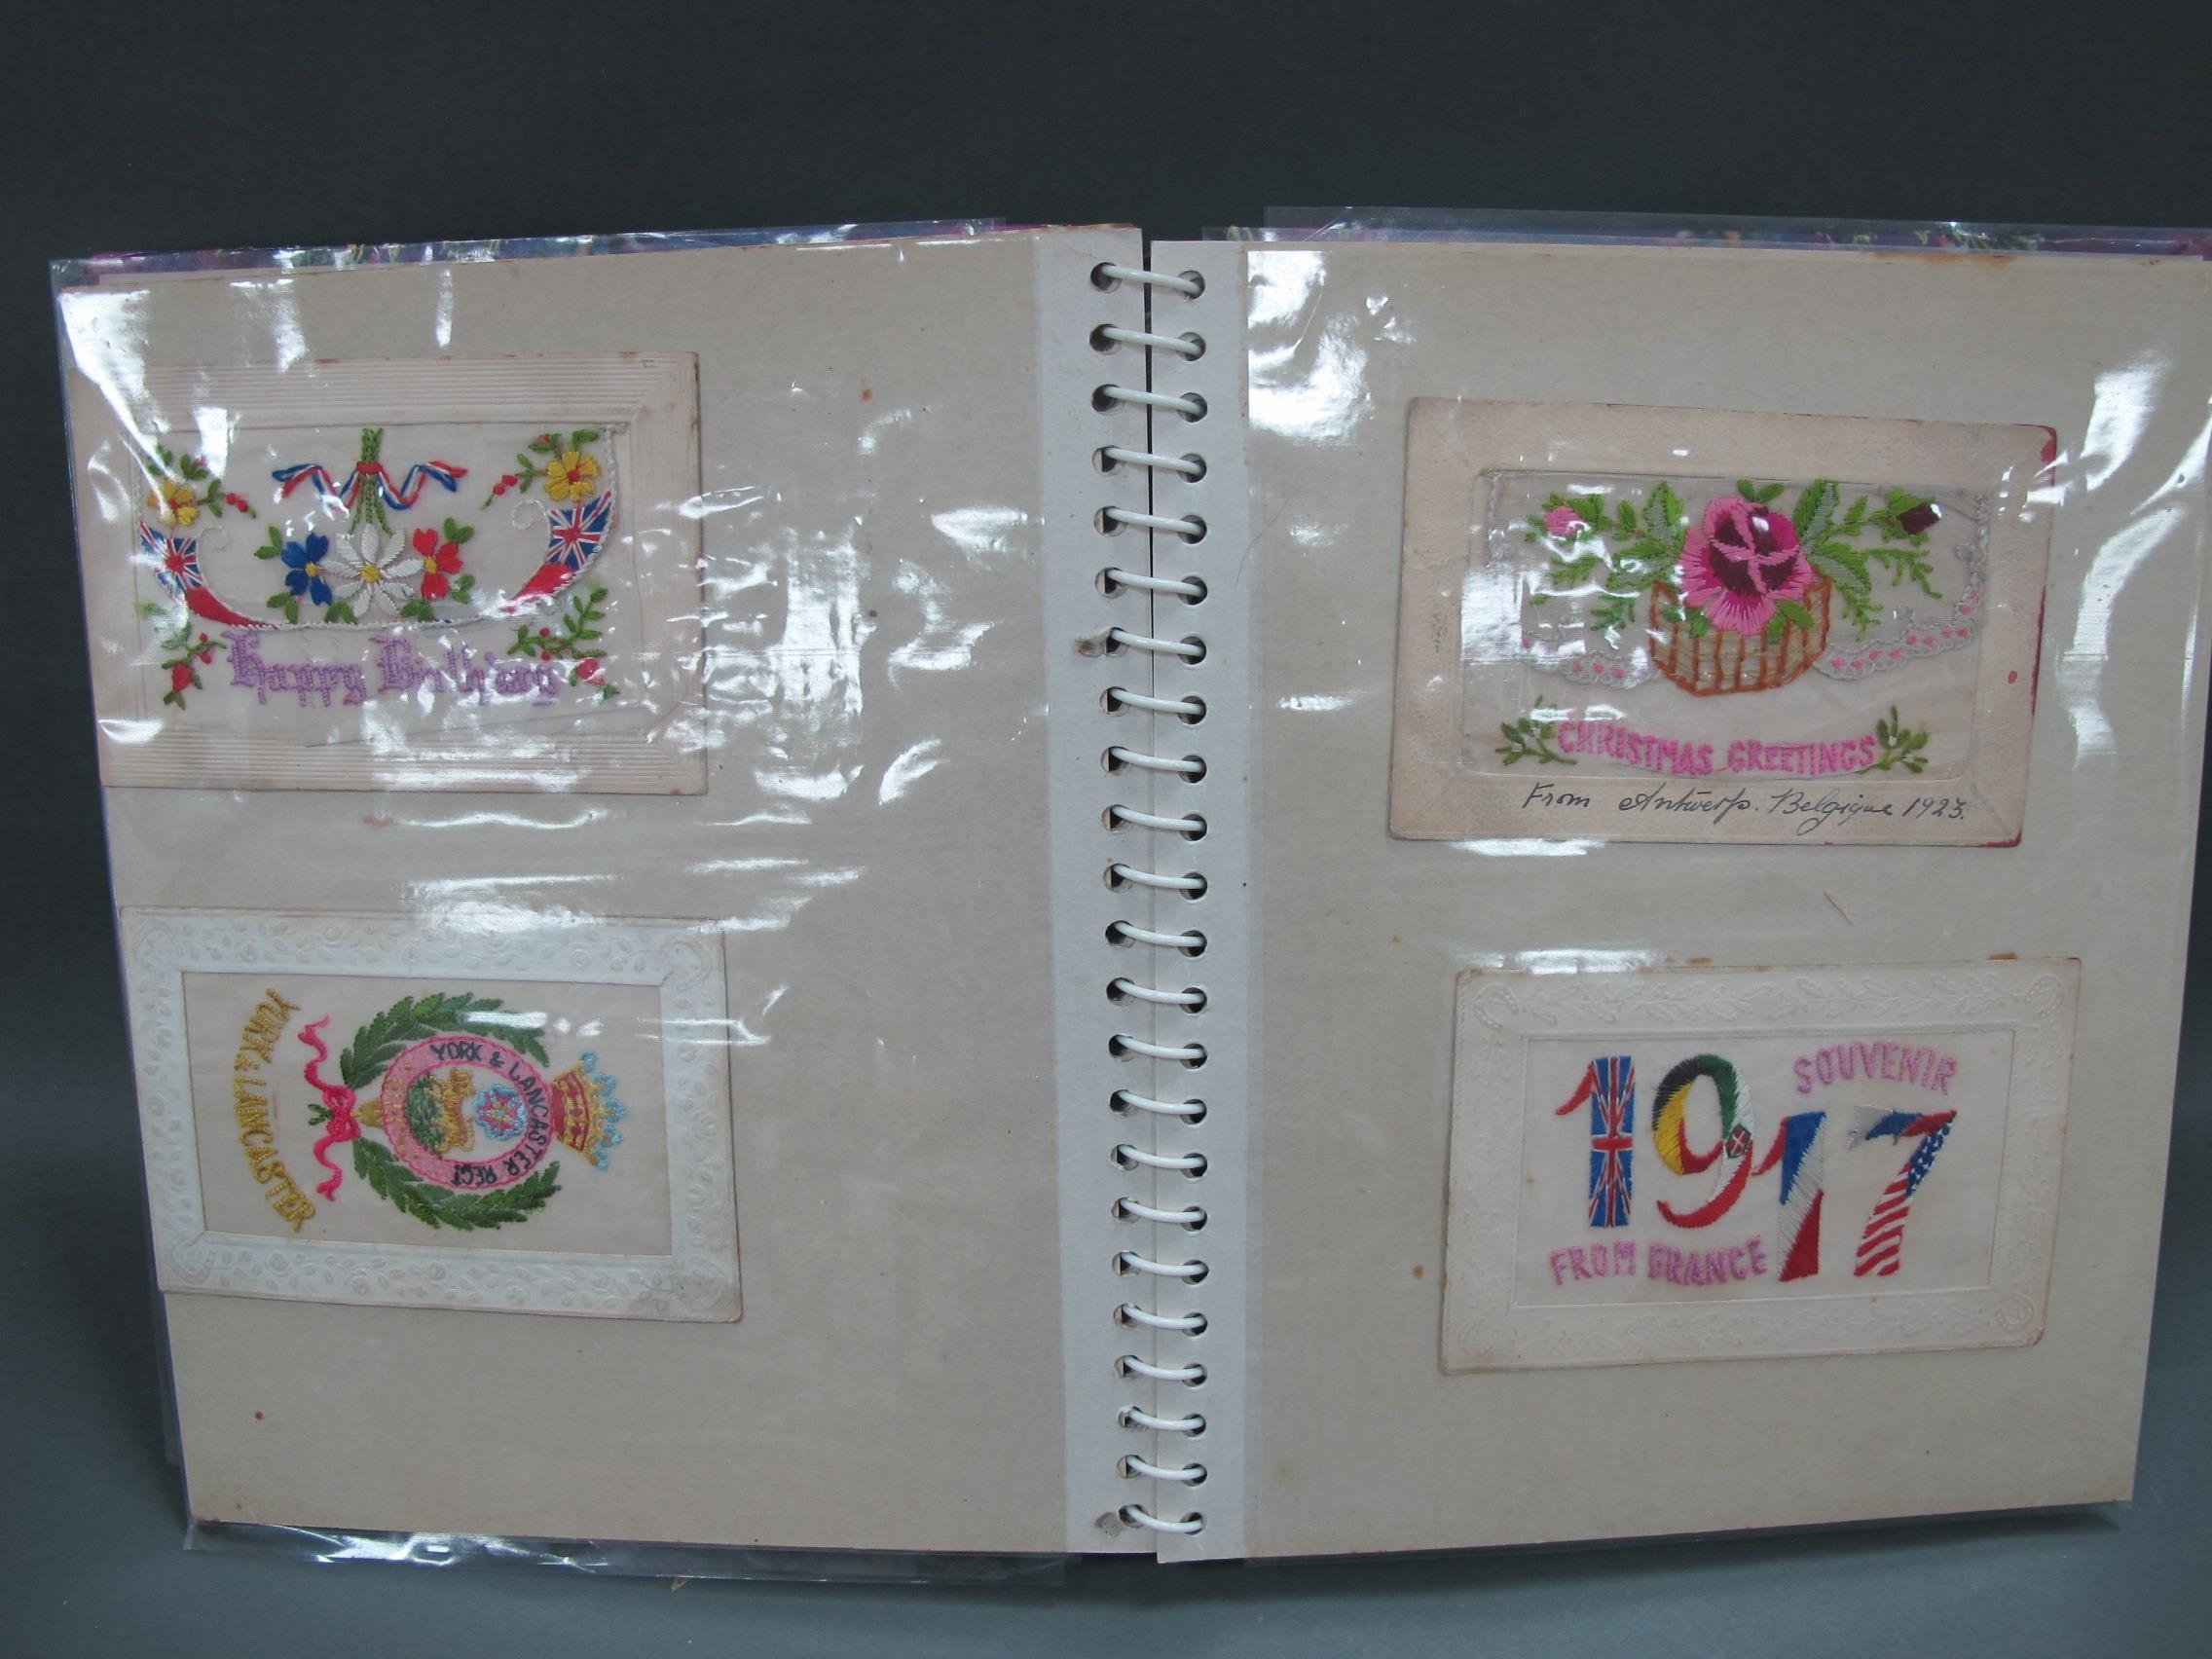 Happy Birthday
YORK & LANCASTER
YORK & LANCASTER REGT
CHRISTMAS GREETINGS
From Antwerp. Belgique 1923.
SOUVENIR
1917
FROM FRANCE